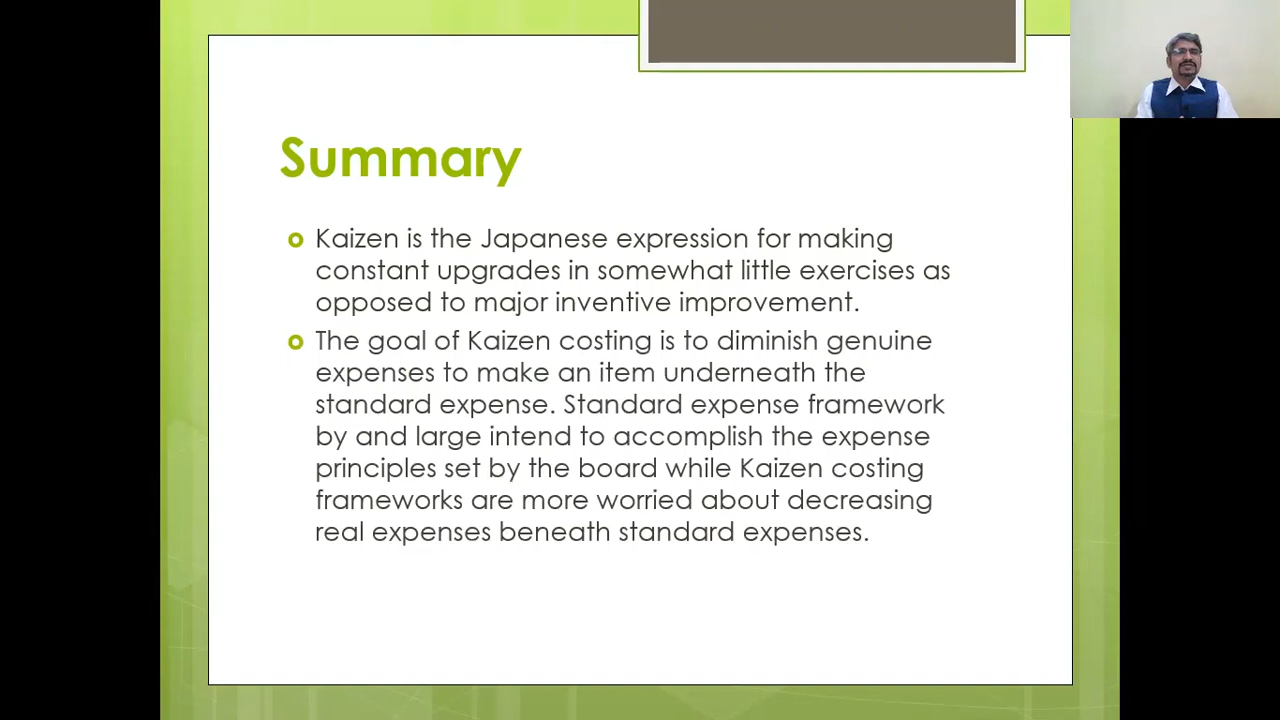 Summary
Kaizen is the Japanese expression for making
constant upgrades in somewhat little exercises as
opposed to major inventive improvement.
The goal of Kaizen costing is to diminish genuine
expenses to make an item underneath the
standard expense. Standard expense framework
by and large intend to accomplish the expense
principles set by the board while Kaizen costing
frameworks are more worried about decreasing
real expenses beneath standard expenses.